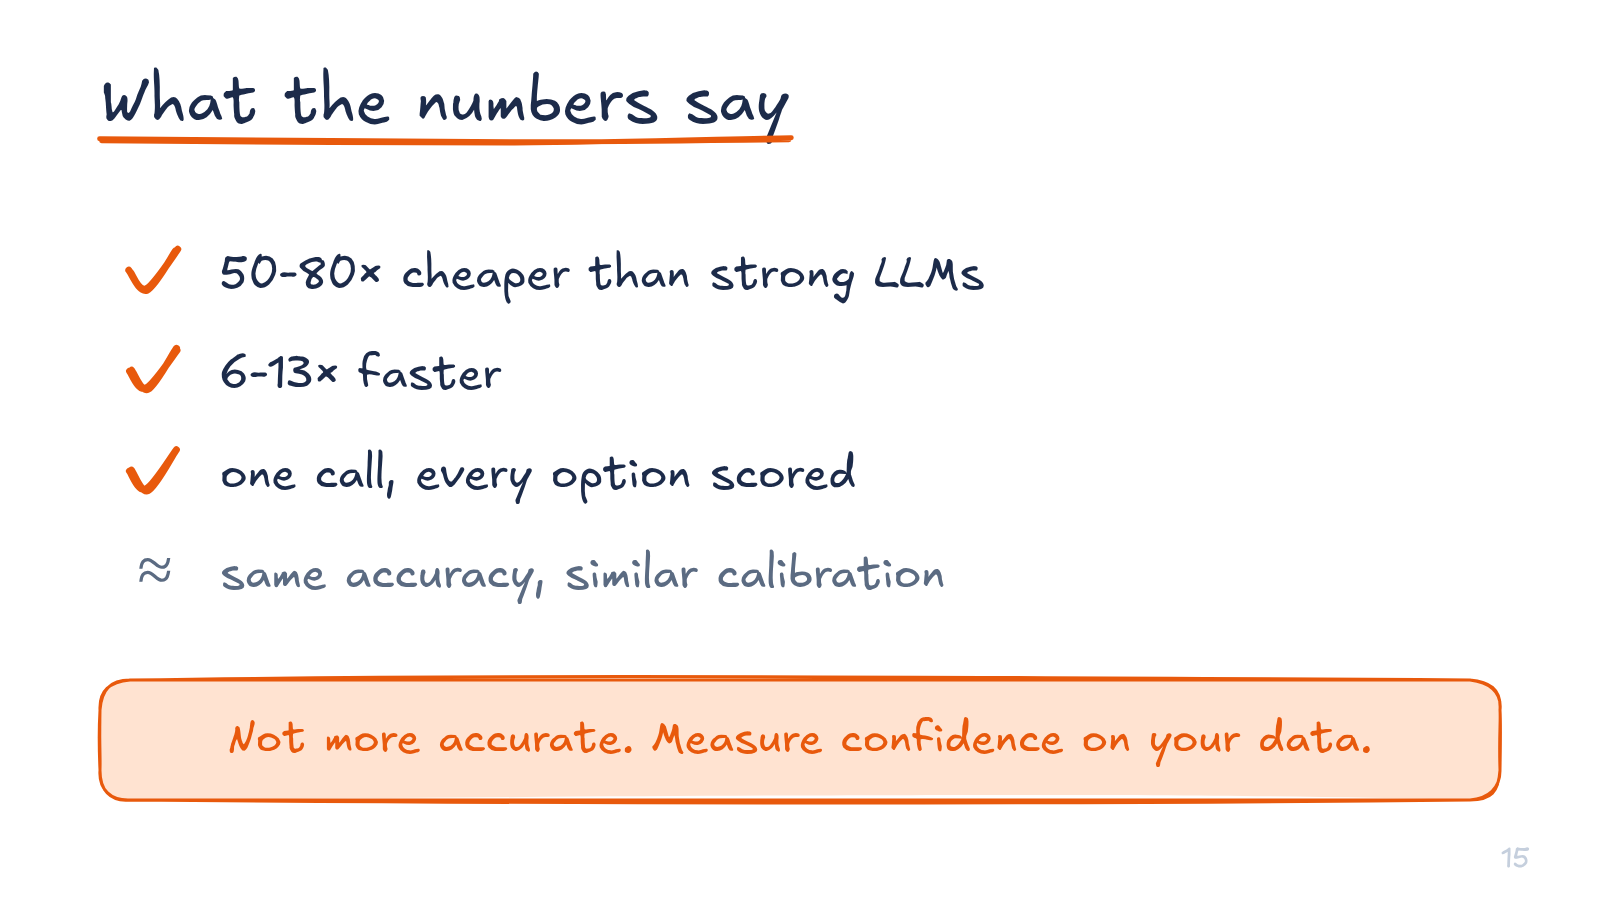 What the numbers say
✓ 50-80× cheaper than strong LLMs
✓ 6-13× faster
✓ one call, every option scored
≈ same accuracy, similar calibration
Not more accurate. Measure confidence on your data.
15